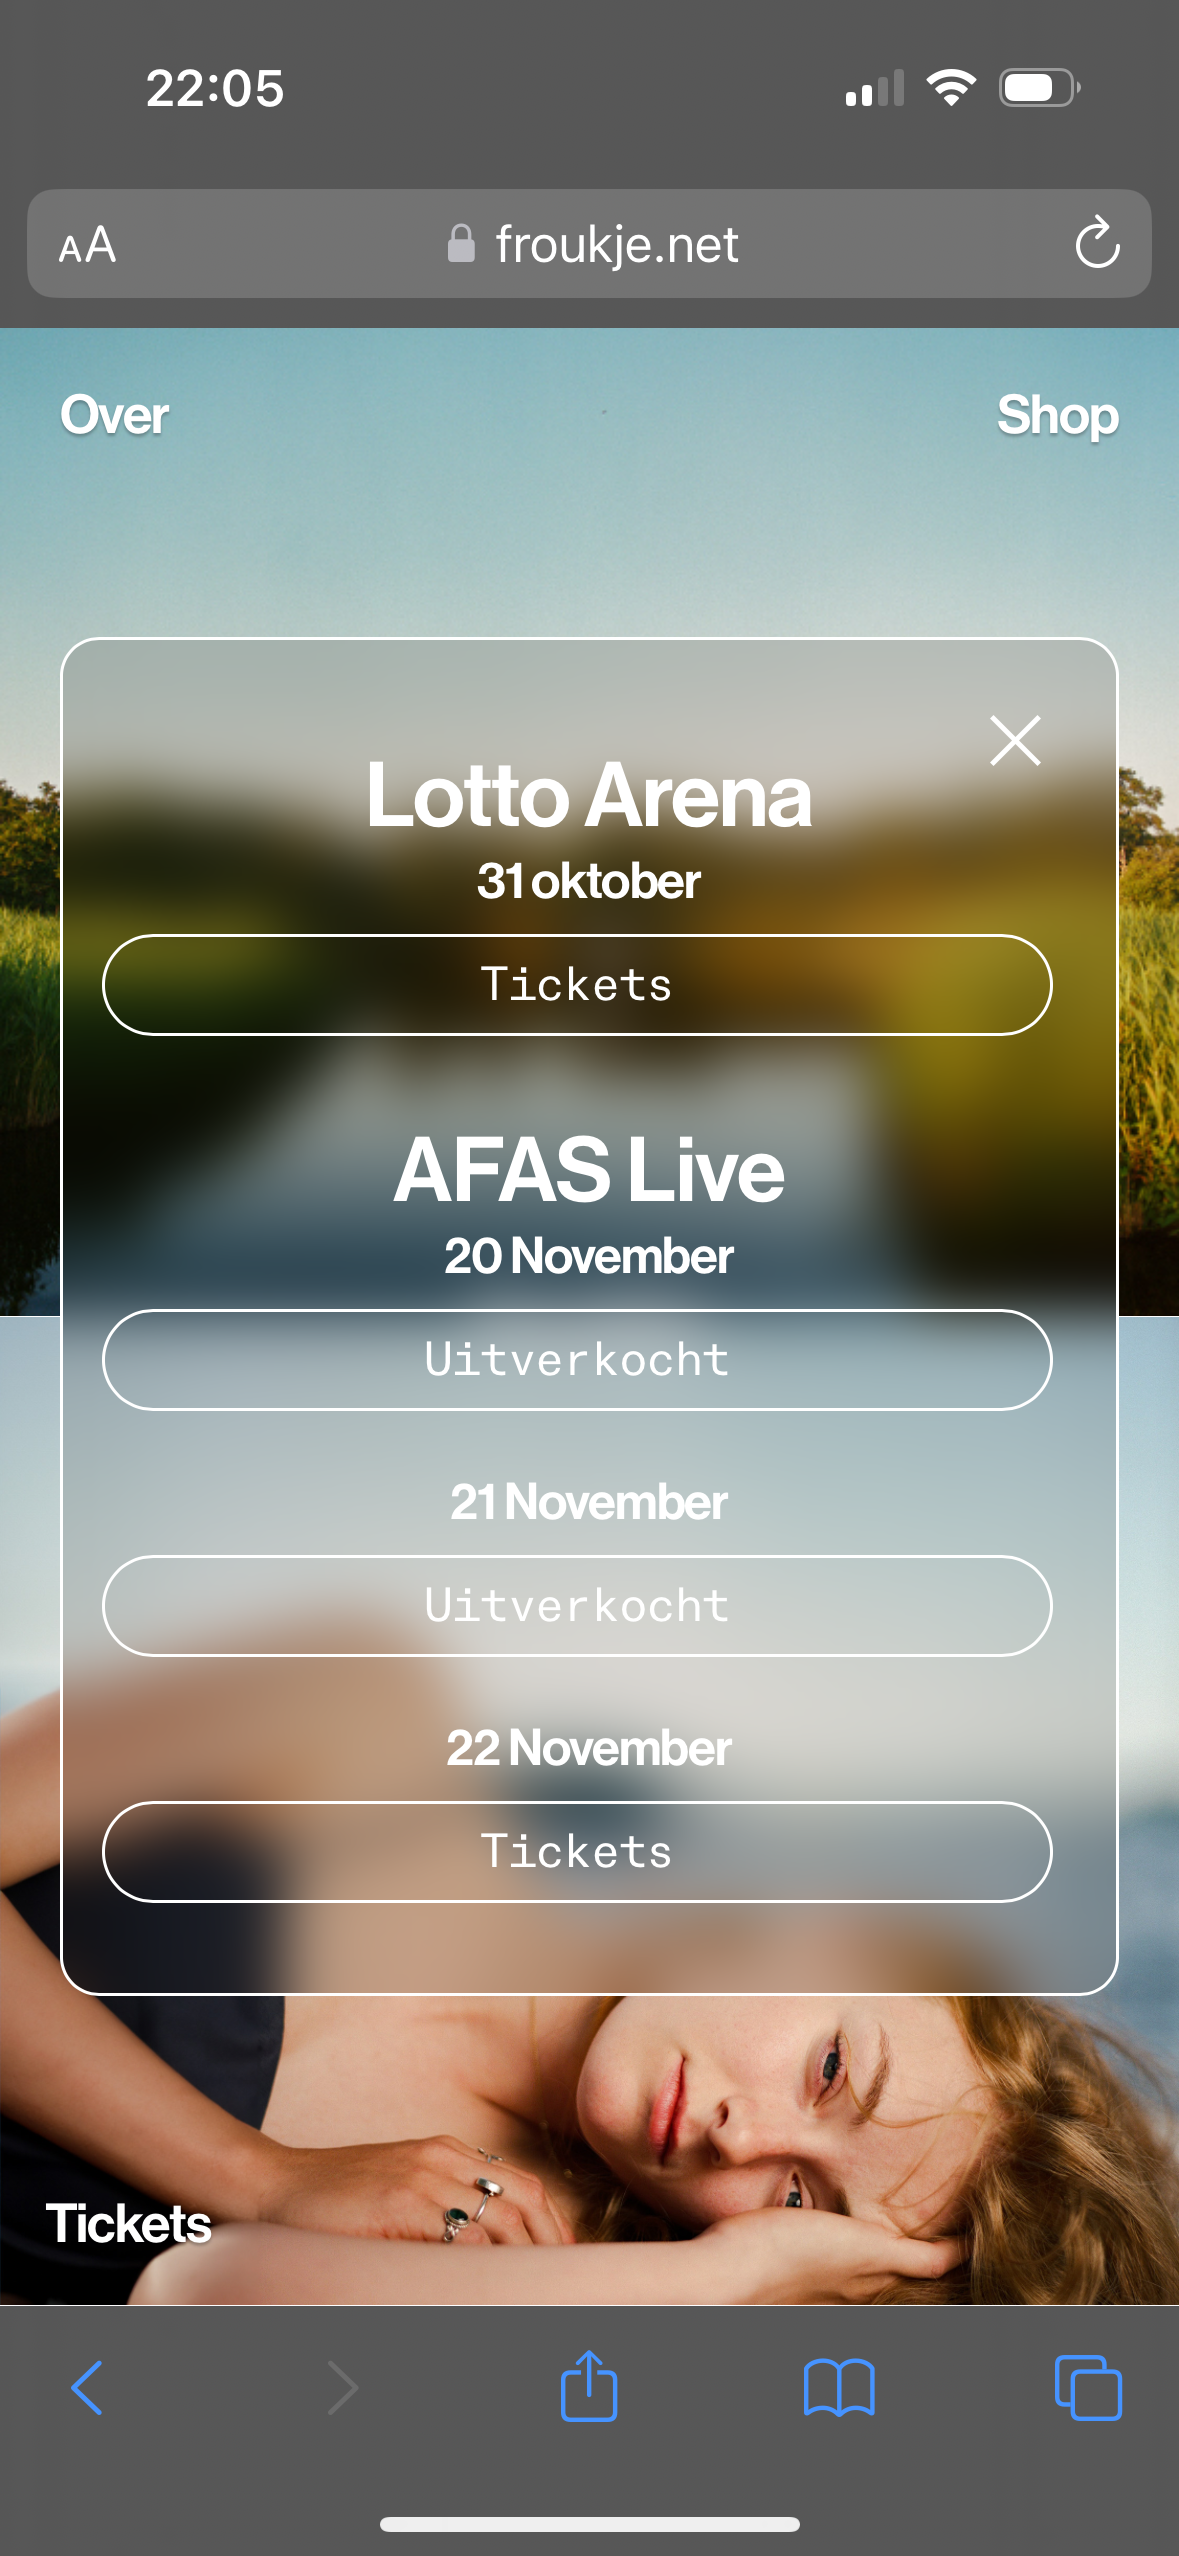 22:05
AA
froukje.net
Over
Shop
Lotto Arena
31 oktober
Tickets
AFAS Live
20 November
Uitverkocht
21 November
Uitverkocht
22 November
Tickets
Tickets